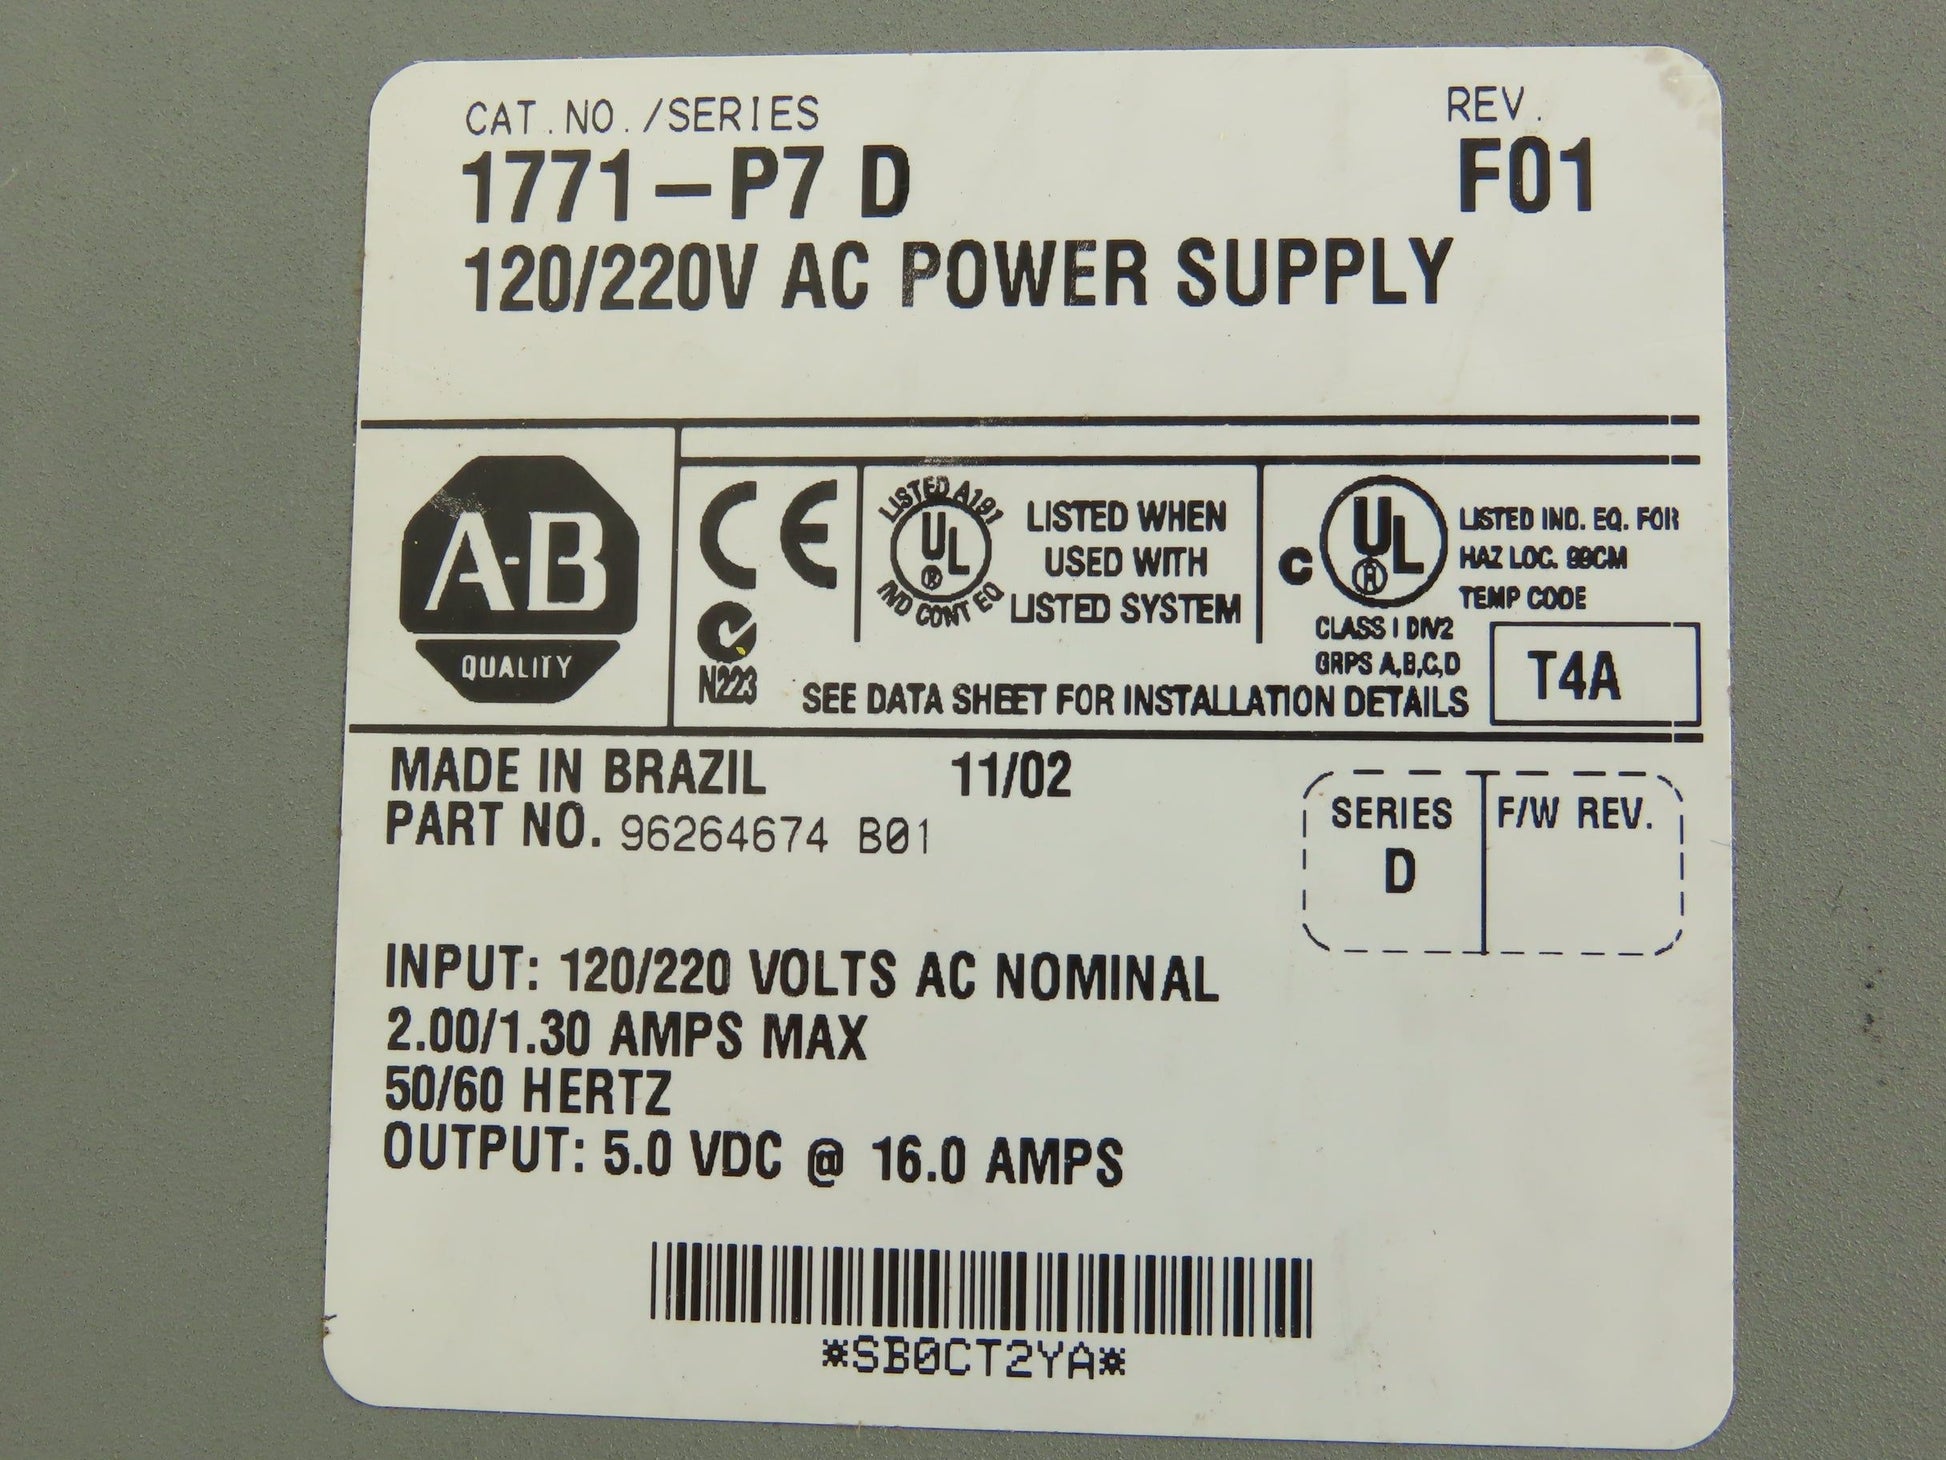 CAT.NO./SERIES
REV.
1771-P7 D
F01
120/220V AC POWER SUPPLY
A-B
QUALITY
CE
N223
LISTED A191
UL
®
IND CONT EQ
LISTED WHEN
USED WITH
LISTED SYSTEM
C
UL
®
LISTED IND. EQ. FOR
HAZ LOC. 99CM
TEMP CODE
CLASS I DIV2
GRPS A,B,C,D
T4A
SEE DATA SHEET FOR INSTALLATION DETAILS
MADE IN BRAZIL 11/02
PART NO. 96264674 B01
SERIES
D
F/W REV.
INPUT: 120/220 VOLTS AC NOMINAL
2.00/1.30 AMPS MAX
50/60 HERTZ
OUTPUT: 5.0 VDC @ 16.0 AMPS
*SB0CT2YA*